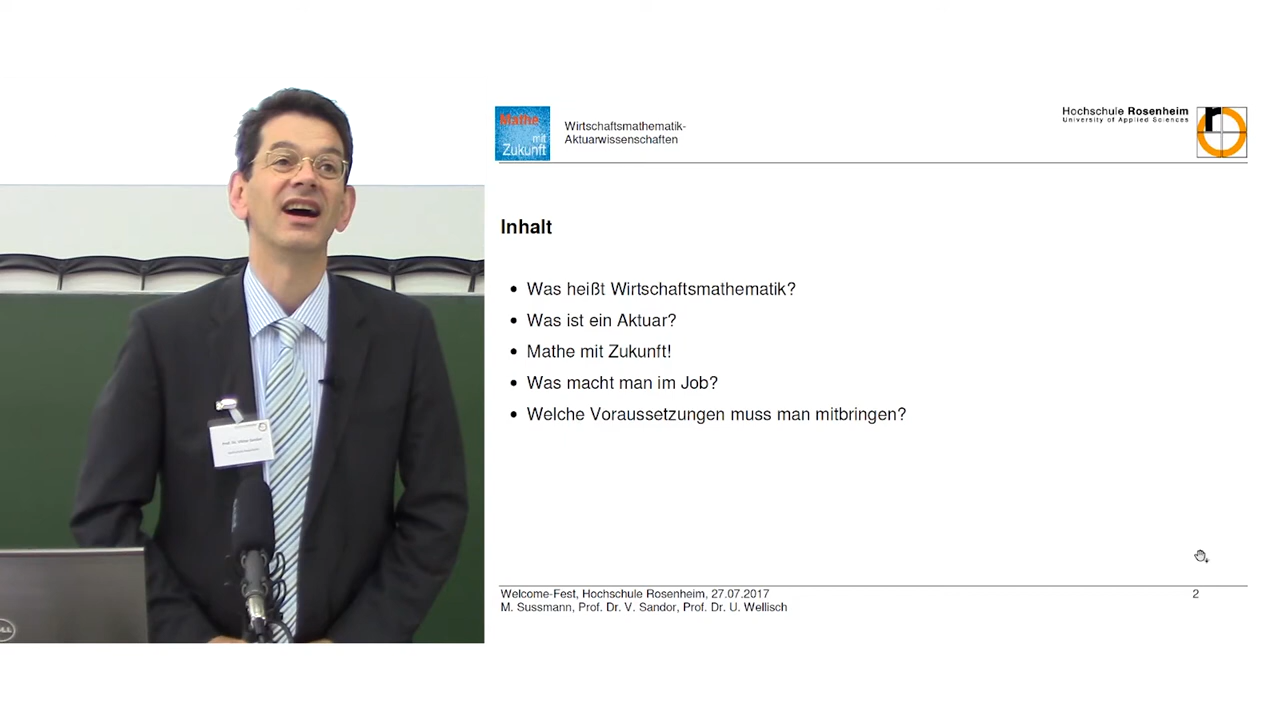 Mathe
mit
Zukunft
Wirtschaftsmathematik-
Aktuarwissenschaften
Hochschule Rosenheim
University of Applied Sciences
Inhalt
• Was heißt Wirtschaftsmathematik?
• Was ist ein Aktuar?
• Mathe mit Zukunft!
• Was macht man im Job?
• Welche Voraussetzungen muss man mitbringen?
Welcome-Fest, Hochschule Rosenheim, 27.07.2017
2
M. Sussmann, Prof. Dr. V. Sandor, Prof. Dr. U. Wellisch
Prof. Dr.